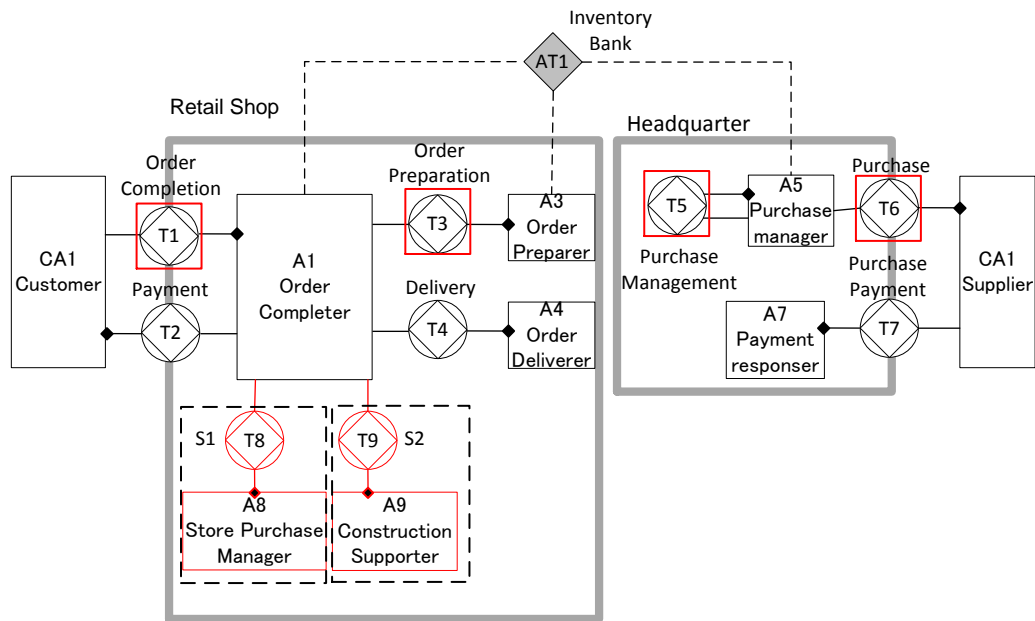 Inventory
Bank
AT1
Retail Shop
Headquarter
Order
Completion
Order
Preparation
Purchase
CA1
Customer
T1
T3
A3
Order
Preparer
T5
A5
Purchase
manager
T6
CA1
Supplier
A1
Order
Completer
Purchase
Management
Payment
Delivery
Purchase
Payment
T2
T4
A4
Order
Deliverer
A7
Payment
responser
T7
S1
T8
T9
S2
A8
Store Purchase
Manager
A9
Construction
Supporter